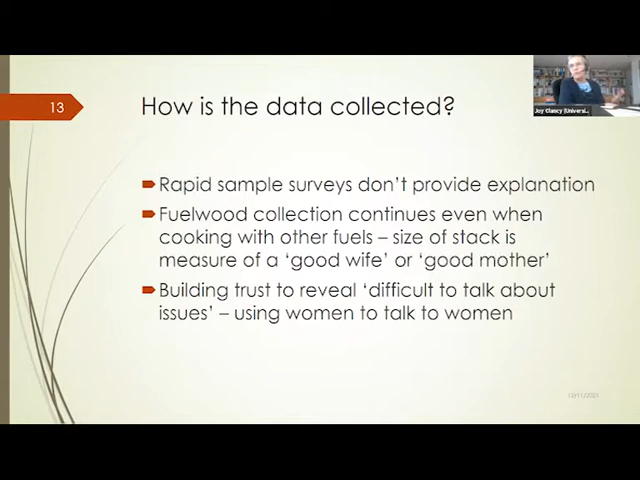 13
How is the data collected?
Joy Clancy (Universi...
Rapid sample surveys don't provide explanation
Fuelwood collection continues even when
cooking with other fuels – size of stack is
measure of a 'good wife' or 'good mother'
Building trust to reveal 'difficult to talk about
issues' – using women to talk to women